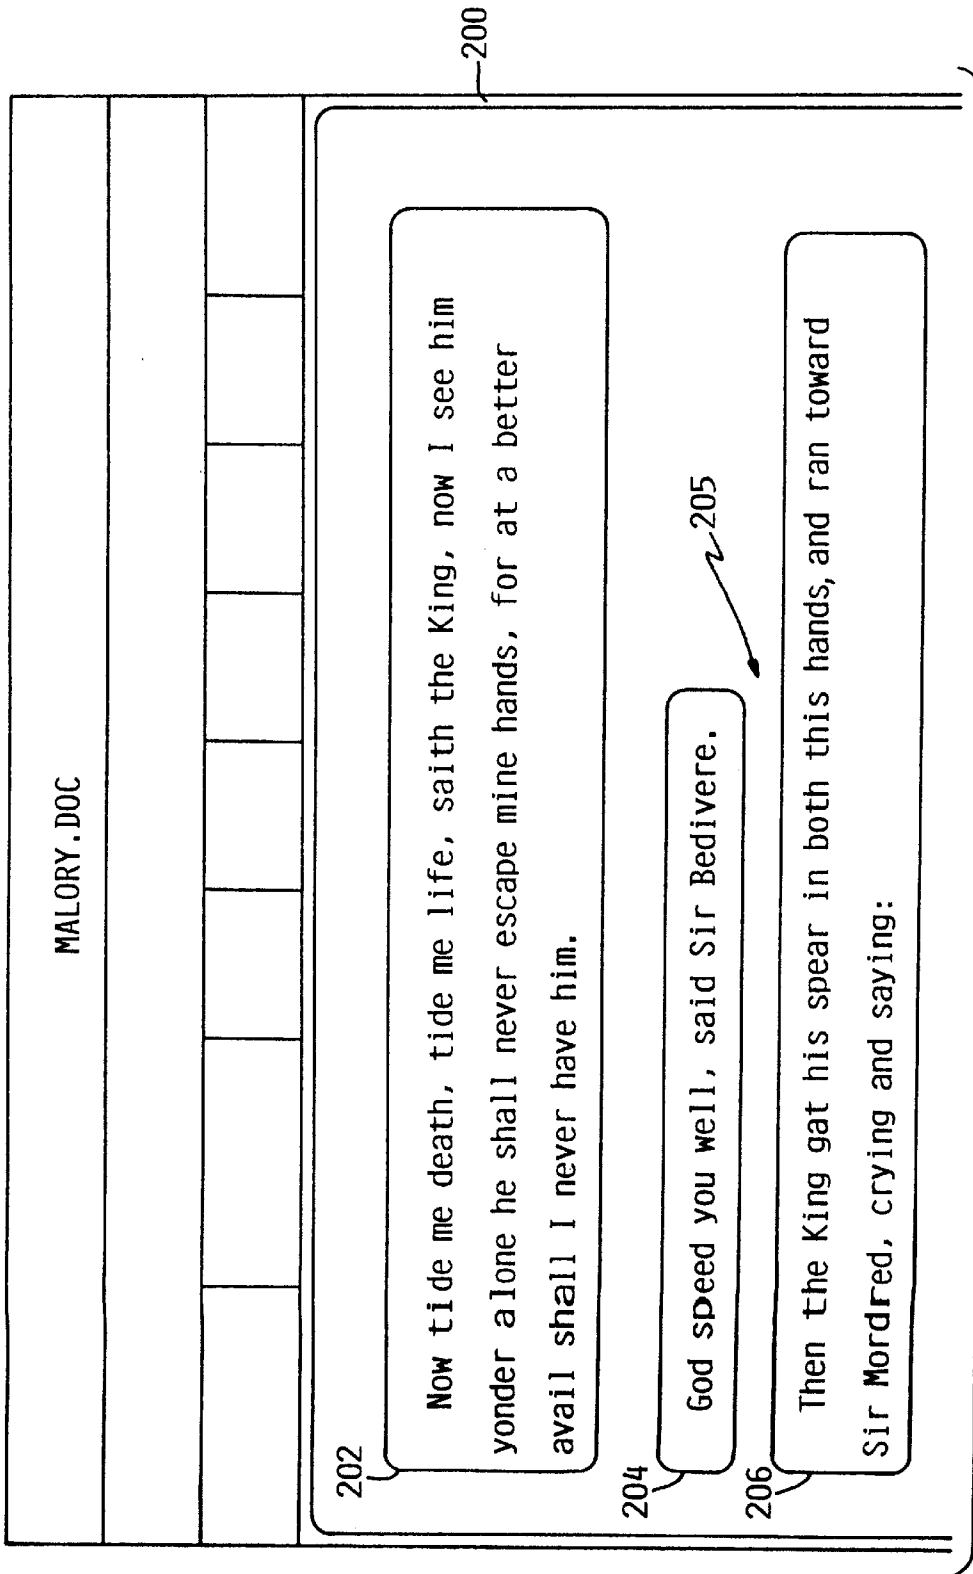 MALORY.DOC
200
202
Now tide me death, tide me life, saith the King, now I see him
yonder alone he shall never escape mine hands, for at a better
avail shall I never have him.
204
God speed you well, said Sir Bedivere.
205
206
Then the King gat his spear in both this hands, and ran toward
Sir Mordred, crying and saying: